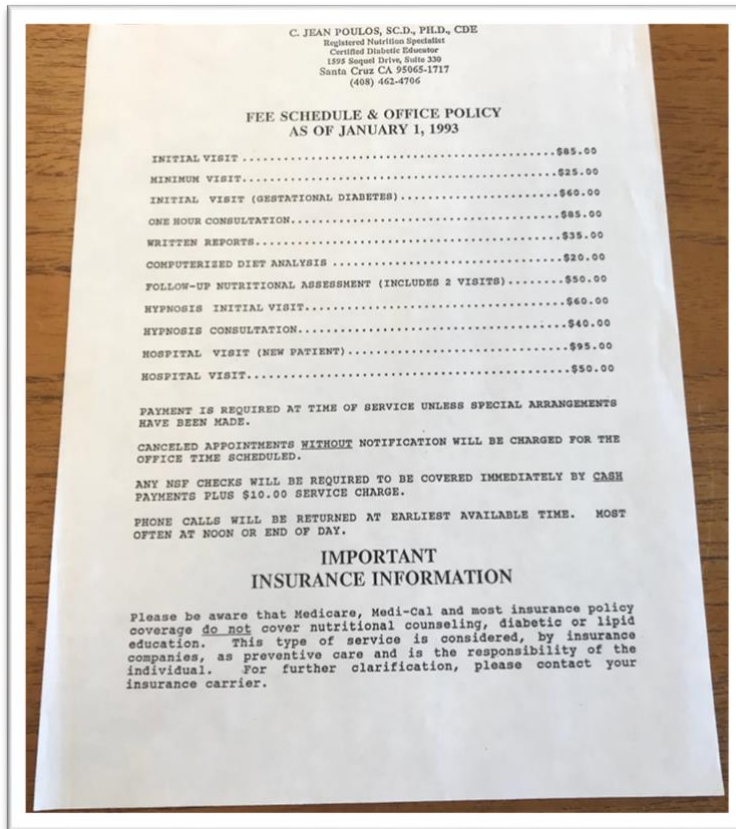 C. JEAN POULOS, SC.D., PH.D., CDE
Registered Nutrition Specialist
Certified Diabetic Educator
1595 Soquel Drive, Suite 330
Santa Cruz CA 95065-1717
(408) 462-4706
FEE SCHEDULE & OFFICE POLICY
AS OF JANUARY 1, 1993
INITIAL VISIT ............................................$85.00
MINIMUM VISIT............................................$25.00
INITIAL VISIT (GESTATIONAL DIABETES).....................$60.00
ONE HOUR CONSULTATION....................................$85.00
WRITTEN REPORTS..........................................$35.00
COMPUTERIZED DIET ANALYSIS ..............................$20.00
FOLLOW-UP NUTRITIONAL ASSESSMENT (INCLUDES 2 VISITS)........$50.00
HYPNOSIS INITIAL VISIT...................................$60.00
HYPNOSIS CONSULTATION....................................$40.00
HOSPITAL VISIT (NEW PATIENT).............................$95.00
HOSPITAL VISIT...........................................$50.00
PAYMENT IS REQUIRED AT TIME OF SERVICE UNLESS SPECIAL ARRANGEMENTS
HAVE BEEN MADE.
CANCELED APPOINTMENTS WITHOUT NOTIFICATION WILL BE CHARGED FOR THE
OFFICE TIME SCHEDULED.
ANY NSF CHECKS WILL BE REQUIRED TO BE COVERED IMMEDIATELY BY CASH
PAYMENTS PLUS $10.00 SERVICE CHARGE.
PHONE CALLS WILL BE RETURNED AT EARLIEST AVAILABLE TIME. MOST
OFTEN AT NOON OR END OF DAY.
IMPORTANT
INSURANCE INFORMATION
Please be aware that Medicare, Medi-Cal and most insurance policy
coverage do not cover nutritional counseling, diabetic or lipid
education. This type of service is considered, by insurance
companies, as preventive care and is the responsibility of the
individual. For further clarification, please contact your
insurance carrier.